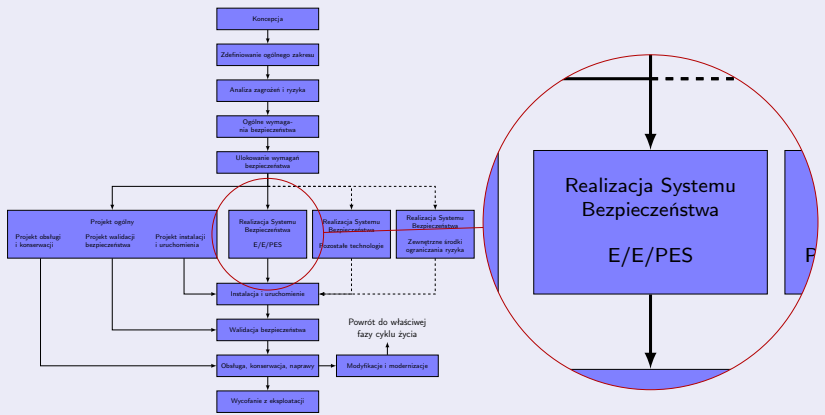 Koncepcja
Zdefiniowanie ogólnego zakresu
Analiza zagrożeń i ryzyka
Ogólne wymaga-
nia bezpieczeństwa
Ulokowanie wymagań
bezpieczeństwa
Projekt ogólny
Projekt obsługi
i konserwacji
Projekt walidacji
bezpieczeństwa
Projekt instalacji
i uruchomienia
Realizacja Systemu
Bezpieczeństwa
E/E/PES
Realizacja Systemu
Bezpieczeństwa
Pozostałe technologie
Realizacja Systemu
Bezpieczeństwa
Zewnętrzne środki
ograniczania ryzyka
Instalacja i uruchomienie
Walidacja bezpieczeństwa
Powrót do właściwej
fazy cyklu życia
Obsługa, konserwacja, naprawy
Modyfikacje i modernizacje
Wycofanie z eksploatacji
Realizacja Systemu
Bezpieczeństwa
E/E/PES